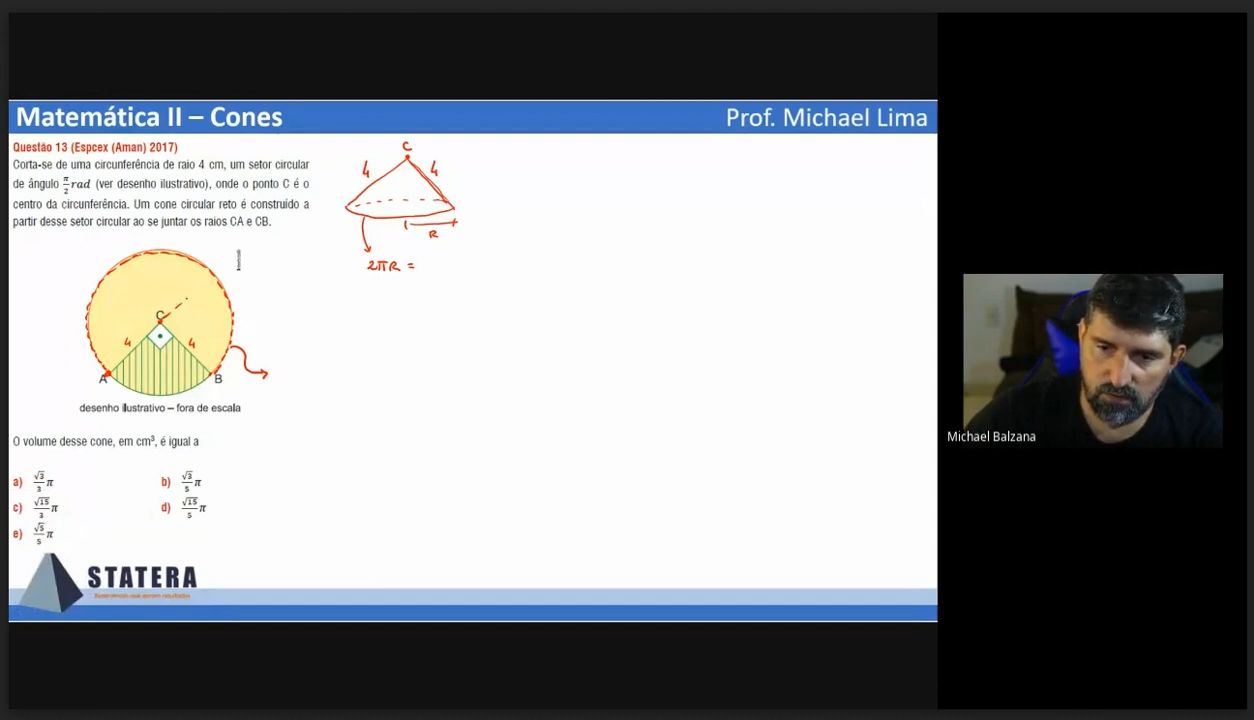 Matemática II – Cones
Prof. Michael Lima
Questão 13 (Espcex (Aman) 2017)
Corta-se de uma circunferência de raio 4 cm, um setor circular
de ângulo π/2 rad (ver desenho ilustrativo), onde o ponto C é o
centro da circunferência. Um cone circular reto é construído a
partir desse setor circular ao se juntar os raios CA e CB.
C
4
4
A
B
desenho ilustrativo – fora de escala
C
4
4
R
2πR =
O volume desse cone, em cm³, é igual a
a) √3/3 π
b) √3/5 π
c) √15/3 π
d) √15/5 π
e) √5/5 π
STATERA
Michael Balzana